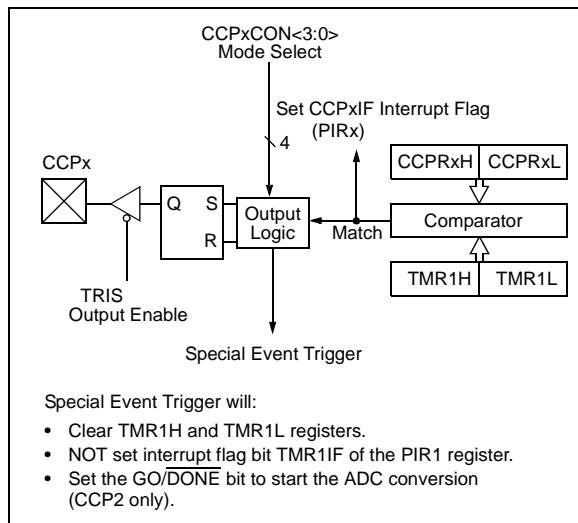 CCPxCON<3:0>
Mode Select
Set CCPxIF Interrupt Flag
(PIRx)
4
CCPx
CCPRxH CCPRxL
Q S
R
Output
Logic
Match
Comparator
TRIS
Output Enable
TMR1H TMR1L
Special Event Trigger
Special Event Trigger will:
• Clear TMR1H and TMR1L registers.
• NOT set interrupt flag bit TMR1IF of the PIR1 register.
• Set the GO/DONE bit to start the ADC conversion
(CCP2 only).